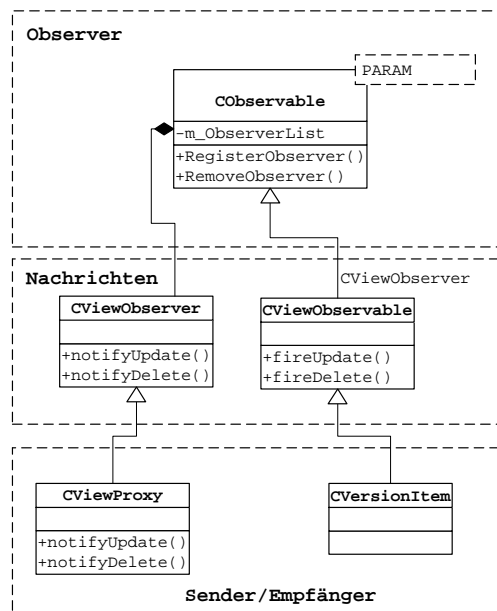 Observer
PARAM
CObservable
-m_ObserverList
+RegisterObserver()
+RemoveObserver()
Nachrichten
CViewObserver
CViewObserver
+notifyUpdate()
+notifyDelete()
CViewObservable
+fireUpdate()
+fireDelete()
CViewProxy
+notifyUpdate()
+notifyDelete()
CVersionItem
Sender/Empfänger